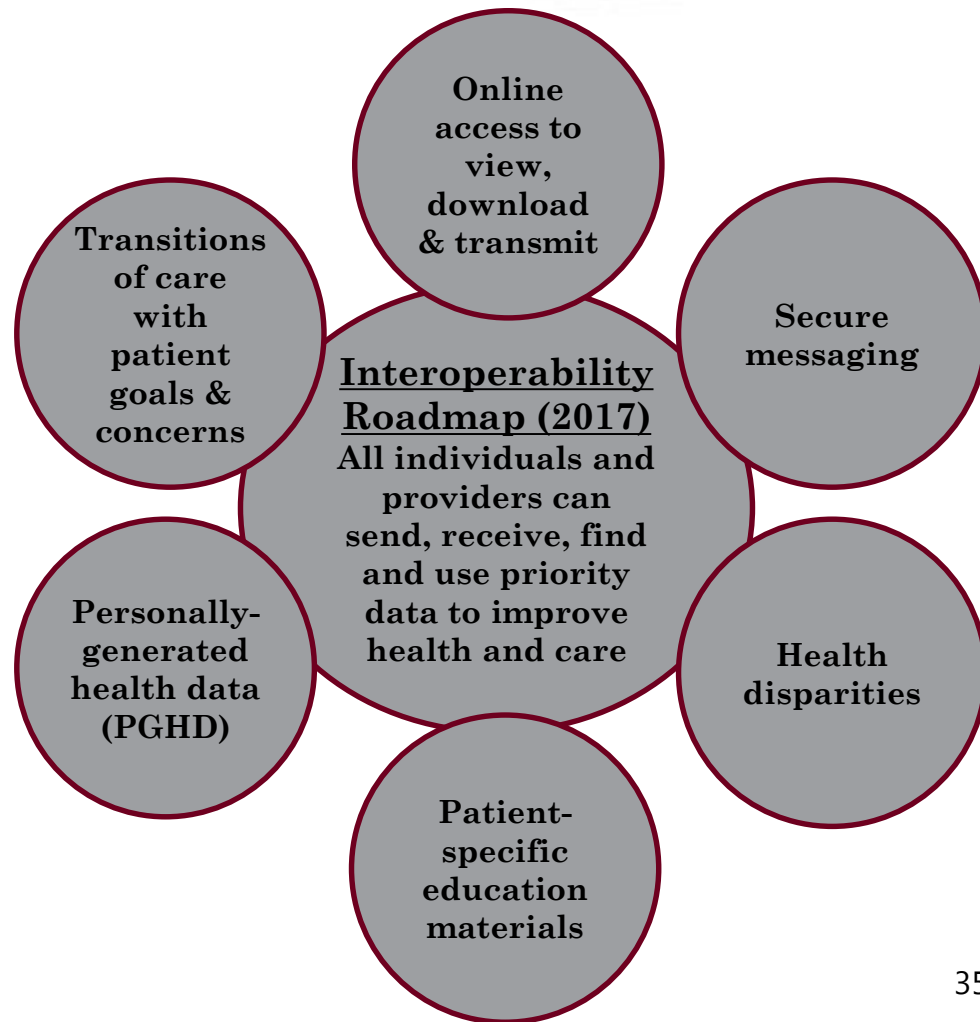 Online
access to
view,
download
& transmit
Transitions
of care
with
patient
goals &
concerns
Secure
messaging
Interoperability
Roadmap (2017)
All individuals and
providers can
send, receive, find
and use priority
data to improve
health and care
Personally-
generated
health data
(PGHD)
Health
disparities
Patient-
specific
education
materials
35